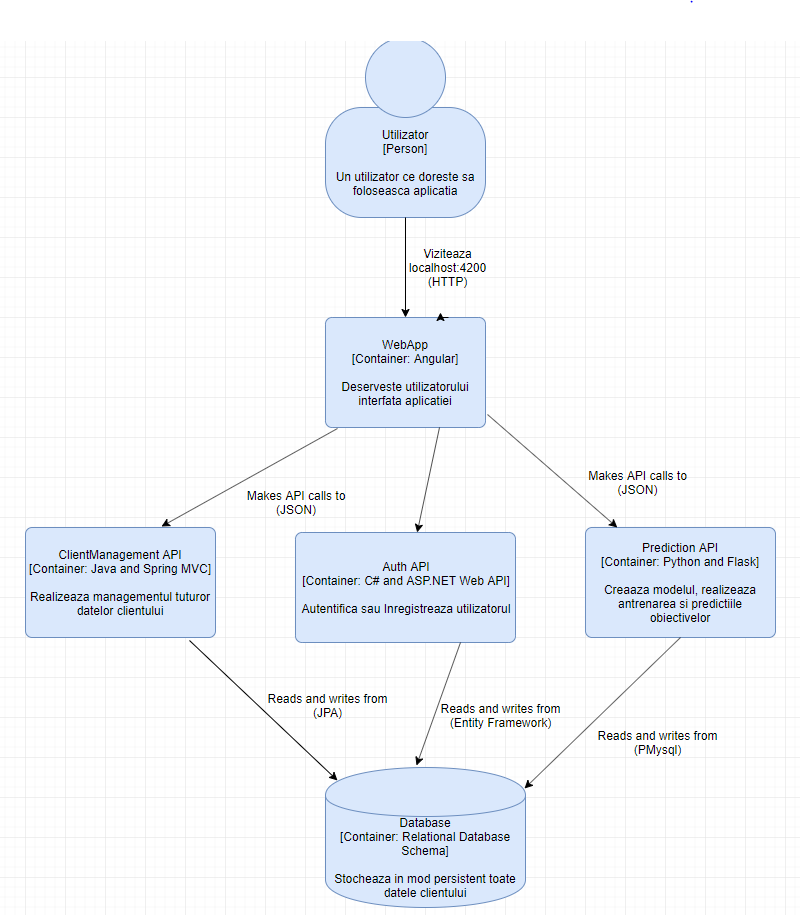 Utilizator
[Person]
Un utilizator ce doreste sa
foloseasca aplicatia
Viziteaza
localhost:4200
(HTTP)
WebApp
[Container: Angular]
Deserveste utilizatorului
interfata aplicatiei
Makes API calls to
(JSON)
Makes API calls to
(JSON)
ClientManagement API
[Container: Java and Spring MVC]
Realizeaza managementul tuturor
datelor clientului
Auth API
[Container: C# and ASP.NET Web API]
Autentifica sau Inregistreaza utilizatorul
Prediction API
[Container: Python and Flask]
Creaaza modelul, realizeaza
antrenarea si predictiile
obiectivelor
Reads and writes from
(JPA)
Reads and writes from
(Entity Framework)
Reads and writes from
(PMysql)
Database
[Container: Relational Database
Schema]
Stocheaza in mod persistent toate
datele clientului